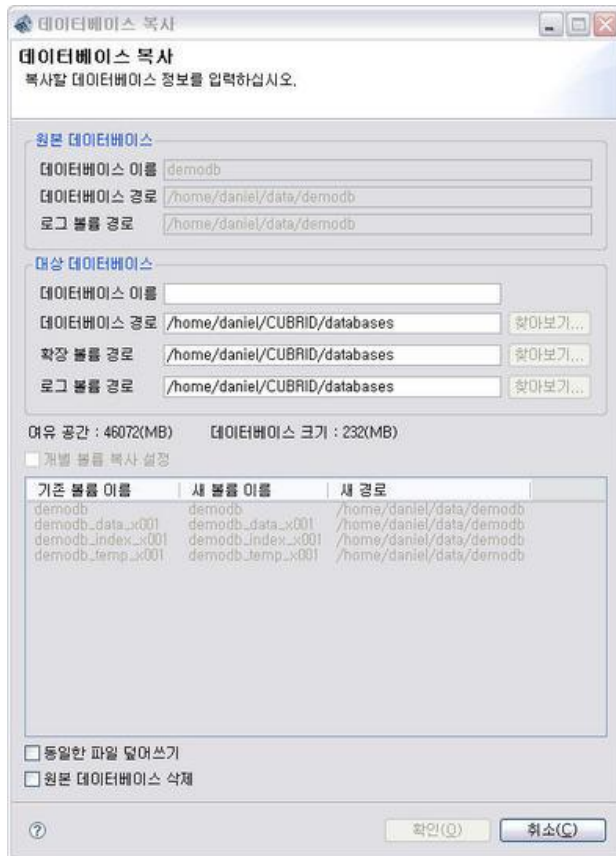 데이터베이스 복사
데이터베이스 복사
복사할 데이터베이스 정보를 입력하십시오.
원본 데이터베이스
데이터베이스 이름 demodb
데이터베이스 경로 /home/daniel/data/demodb
로그 볼륨 경로 /home/daniel/data/demodb
대상 데이터베이스
데이터베이스 이름
데이터베이스 경로 /home/daniel/CUBRID/databases 찾아보기...
확장 볼륨 경로 /home/daniel/CUBRID/databases 찾아보기...
로그 볼륨 경로 /home/daniel/CUBRID/databases 찾아보기...
여유 공간 : 46072(MB) 데이터베이스 크기 : 232(MB)
개별 볼륨 복사 설정
기존 볼륨 이름 새 볼륨 이름 새 경로
demodb demodb /home/daniel/data/demodb
demodb_data_x001 demodb_data_x001 /home/daniel/data/demodb
demodb_index_x001 demodb_index_x001 /home/daniel/data/demodb
demodb_temp_x001 demodb_temp_x001 /home/daniel/data/demodb
동일한 파일 덮어쓰기
원본 데이터베이스 삭제
확인(O) 취소(C)